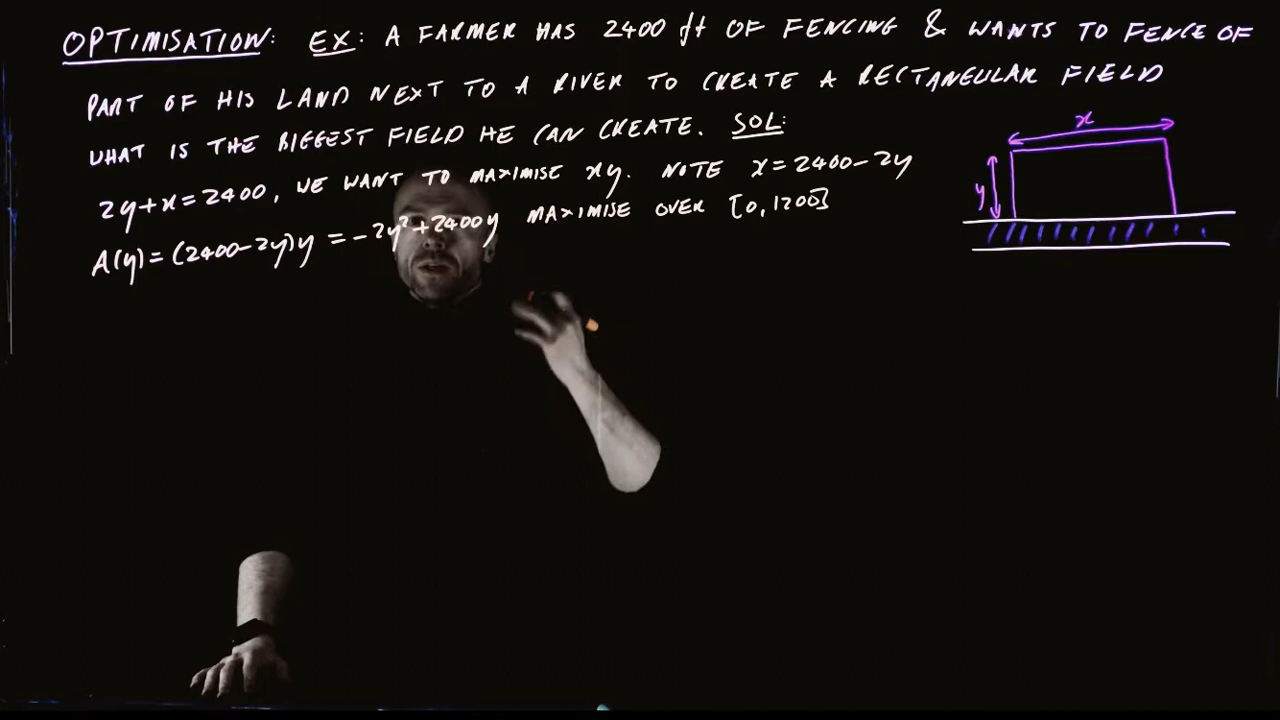 OPTIMISATION: EX: A FARMER HAS 2400 ft OF FENCING & WANTS TO FENCE OF
PART OF HIS LAND NEXT TO A RIVER TO CREATE A RECTANGULAR FIELD
WHAT IS THE BIGGEST FIELD HE CAN CREATE. SOL:
2y+x=2400, WE WANT TO MAXIMISE xy. NOTE x=2400-2y
A(y)=(2400-2y)y =-2y²+2400y MAXIMISE OVER [0,1200]
x
y